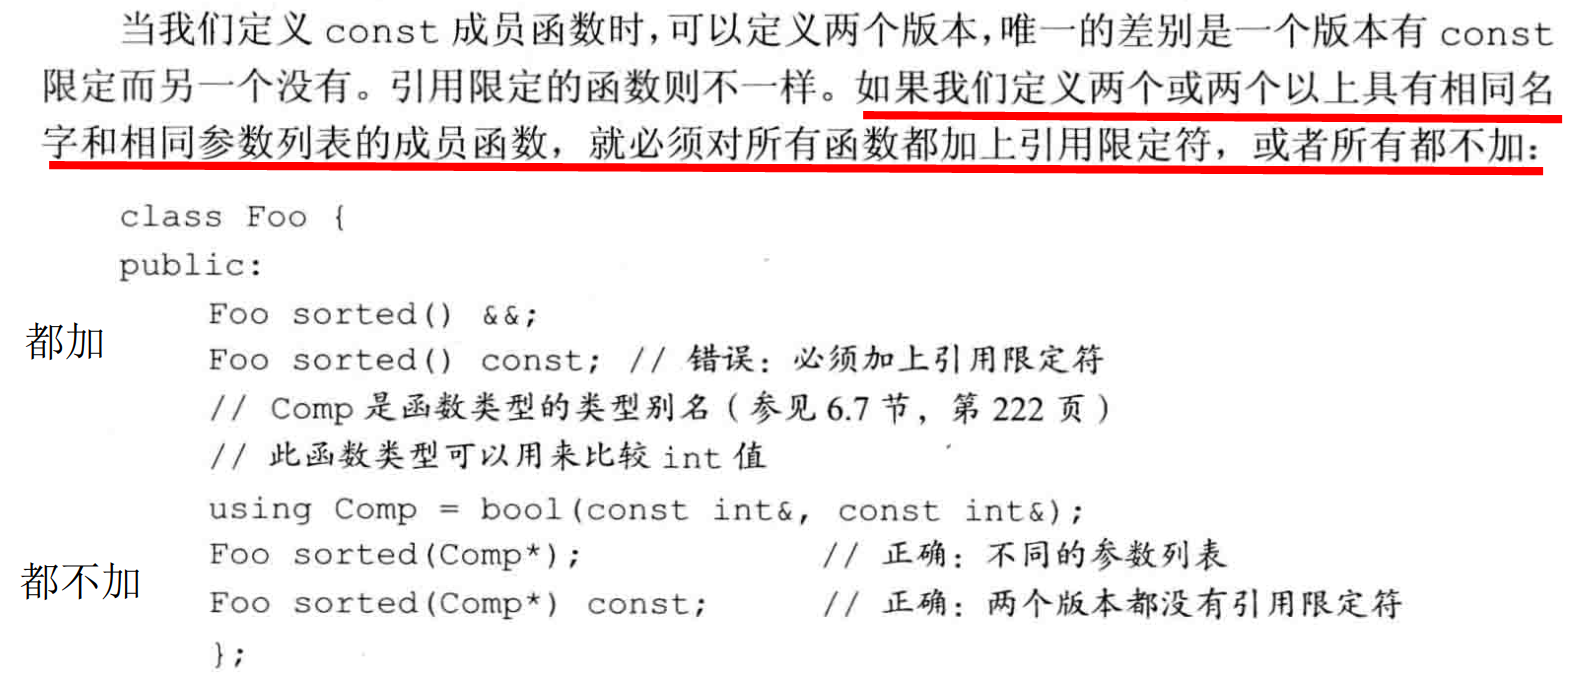 当我们定义 const 成员函数时,可以定义两个版本,唯一的差别是一个版本有 const
限定而另一个没有。引用限定的函数则不一样。如果我们定义两个或两个以上具有相同名
字和相同参数列表的成员函数，就必须对所有函数都加上引用限定符，或者所有都不加：
class Foo {
public:
Foo sorted() &&;
都加
Foo sorted() const; // 错误：必须加上引用限定符
// Comp 是函数类型的类型别名（参见 6.7 节，第 222 页）
// 此函数类型可以用来比较 int 值
using Comp = bool(const int&, const int&);
Foo sorted(Comp*); // 正确：不同的参数列表
都不加
Foo sorted(Comp*) const; // 正确：两个版本都没有引用限定符
};